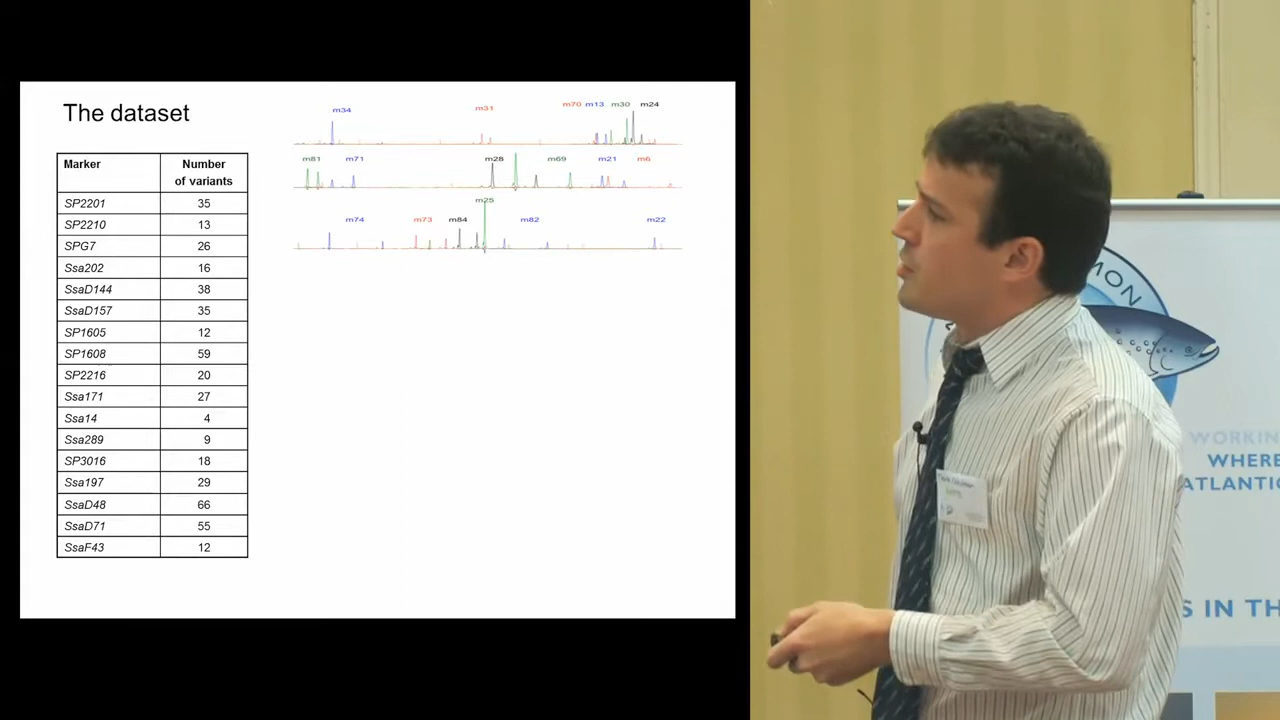 The dataset
Marker Number of variants
SP2201 35
SP2210 13
SPG7 26
Ssa202 16
SsaD144 38
SsaD157 35
SP1605 12
SP1608 59
SP2216 20
Ssa171 27
Ssa14 4
Ssa289 9
SP3016 18
Ssa197 29
SsaD48 66
SsaD71 55
SsaF43 12
m34 m31 m70 m13 m30 m24
m81 m71 m28 m69 m21 m6
m25
m74 m73 m84 m82 m22
MON
WORKIN
WHERE
ATLANTIC
S IN TH